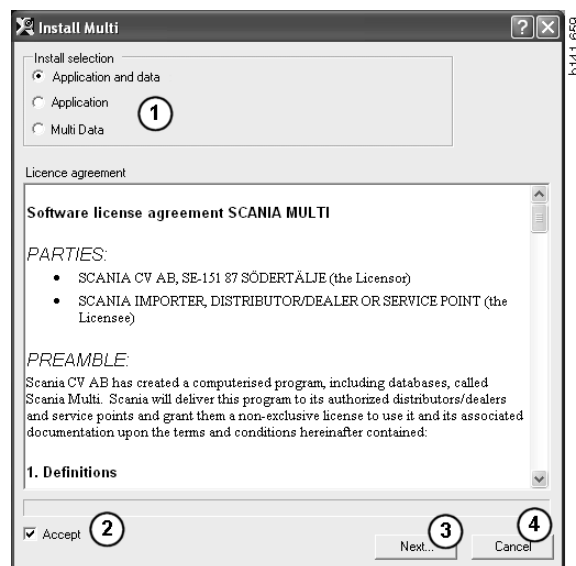 Install Multi
Install selection
Application and data
Application
Multi Data
1
Licence agreement
Software license agreement SCANIA MULTI
PARTIES:
• SCANIA CV AB, SE-151 87 SÖDERTÄLJE (the Licensor)
• SCANIA IMPORTER, DISTRIBUTOR/DEALER OR SERVICE POINT (the
Licensee)
PREAMBLE:
Scania CV AB has created a computerised program, including databases, called
Scania Multi. Scania will deliver this program to its authorized distributors/dealers
and service points and grant them a non-exclusive license to use it and its associated
documentation upon the terms and conditions hereinafter contained:
1. Definitions
Accept
2
Next...
3
Cancel
4
b141 659